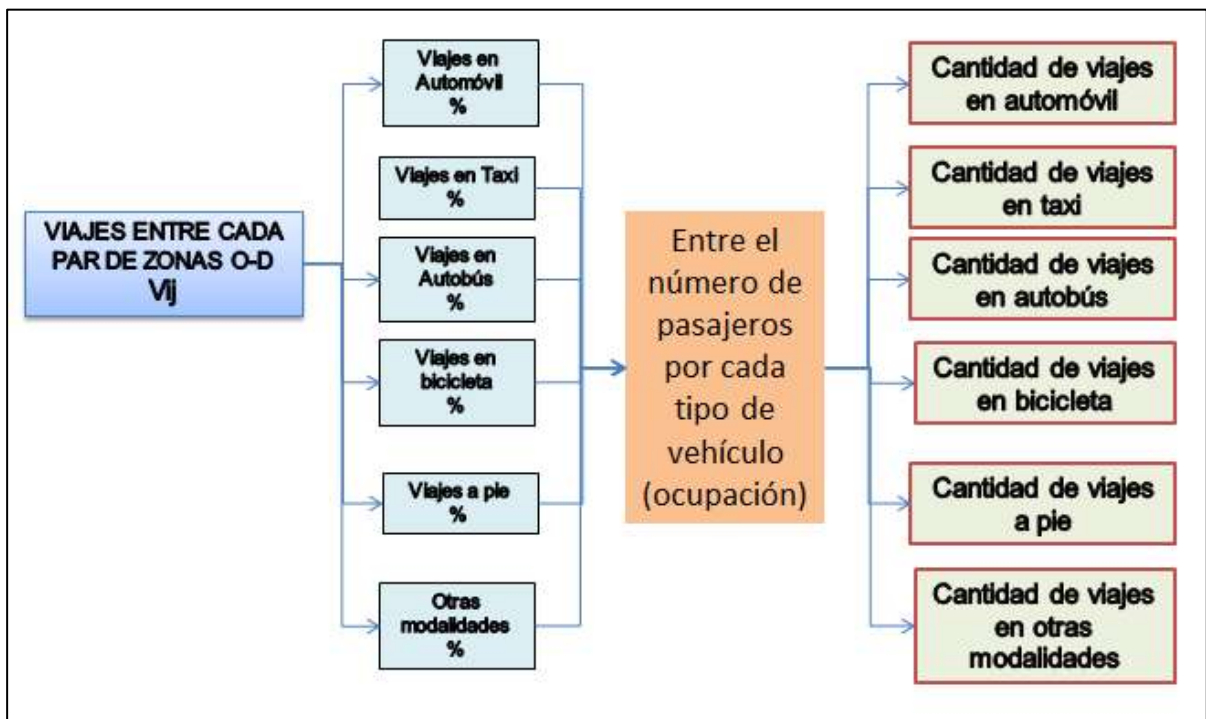 VIAJES ENTRE CADA
PAR DE ZONAS O-D
Vij
Viajes en
Automóvil
%
Viajes en Taxi
%
Viajes en
Autobús
%
Viajes en
bicicleta
%
Viajes a pie
%
Otras
modalidades
%
Entre el
número de
pasajeros
por cada
tipo de
vehículo
(ocupación)
Cantidad de viajes
en automóvil
Cantidad de viajes
en taxi
Cantidad de viajes
en autobús
Cantidad de viajes
en bicicleta
Cantidad de viajes
a pie
Cantidad de viajes
en otras
modalidades